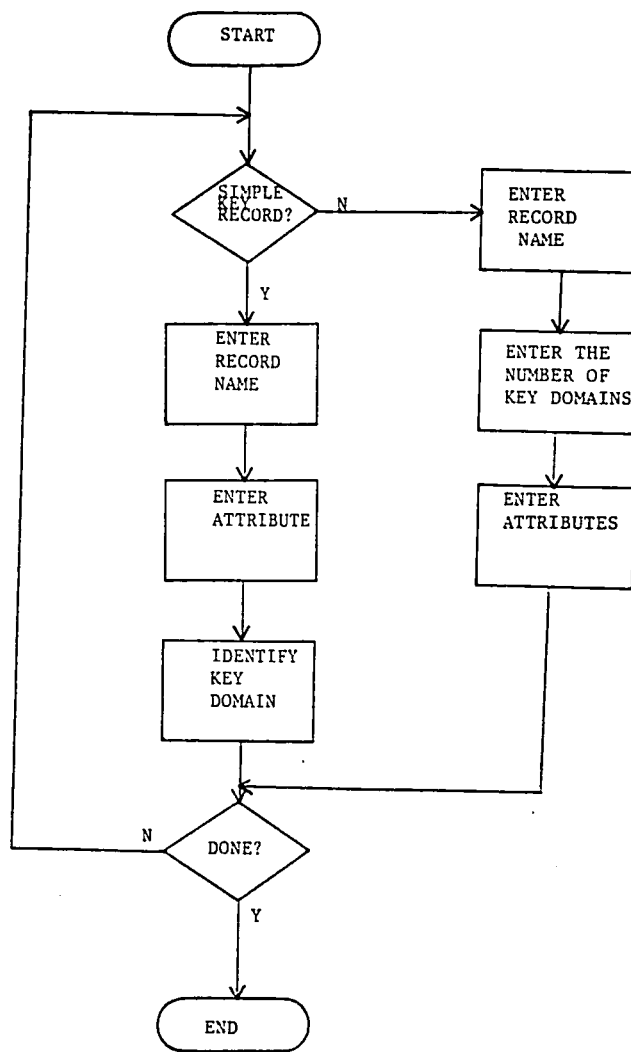 START
SIMPLE
KEY
RECORD?
N
Y
ENTER
RECORD
NAME
ENTER
RECORD
NAME
ENTER THE
NUMBER OF
KEY DOMAINS
ENTER
ATTRIBUTE
ENTER
ATTRIBUTES
IDENTIFY
KEY
DOMAIN
N
DONE?
Y
END